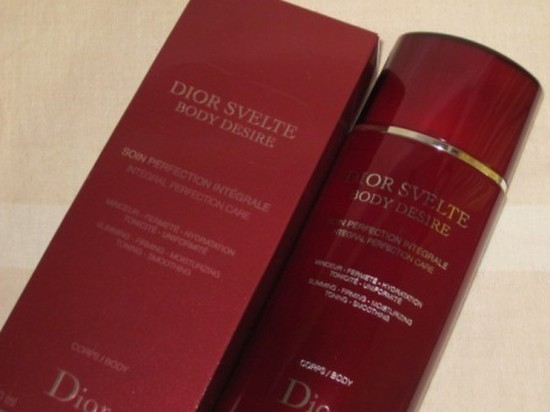 DIOR SVELTE
BODY DESIRE
SOIN PERFECTION INTÉGRALE
INTEGRAL PERFECTION CARE
MINCEUR - FERMETÉ - HYDRATATION
TONICITÉ - UNIFORMITÉ
SLIMMING - FIRMING - MOISTURIZING
TONING - SMOOTHING
CORPS / BODY
Dior
ml
DIOR SVELTE
BODY DESIRE
SOIN PERFECTION INTÉGRALE
INTEGRAL PERFECTION CARE
MINCEUR - FERMETÉ - HYDRATATION
TONICITÉ - UNIFORMITÉ
SLIMMING - FIRMING - MOISTURIZING
TONING - SMOOTHING
CORPS / BODY
Dior